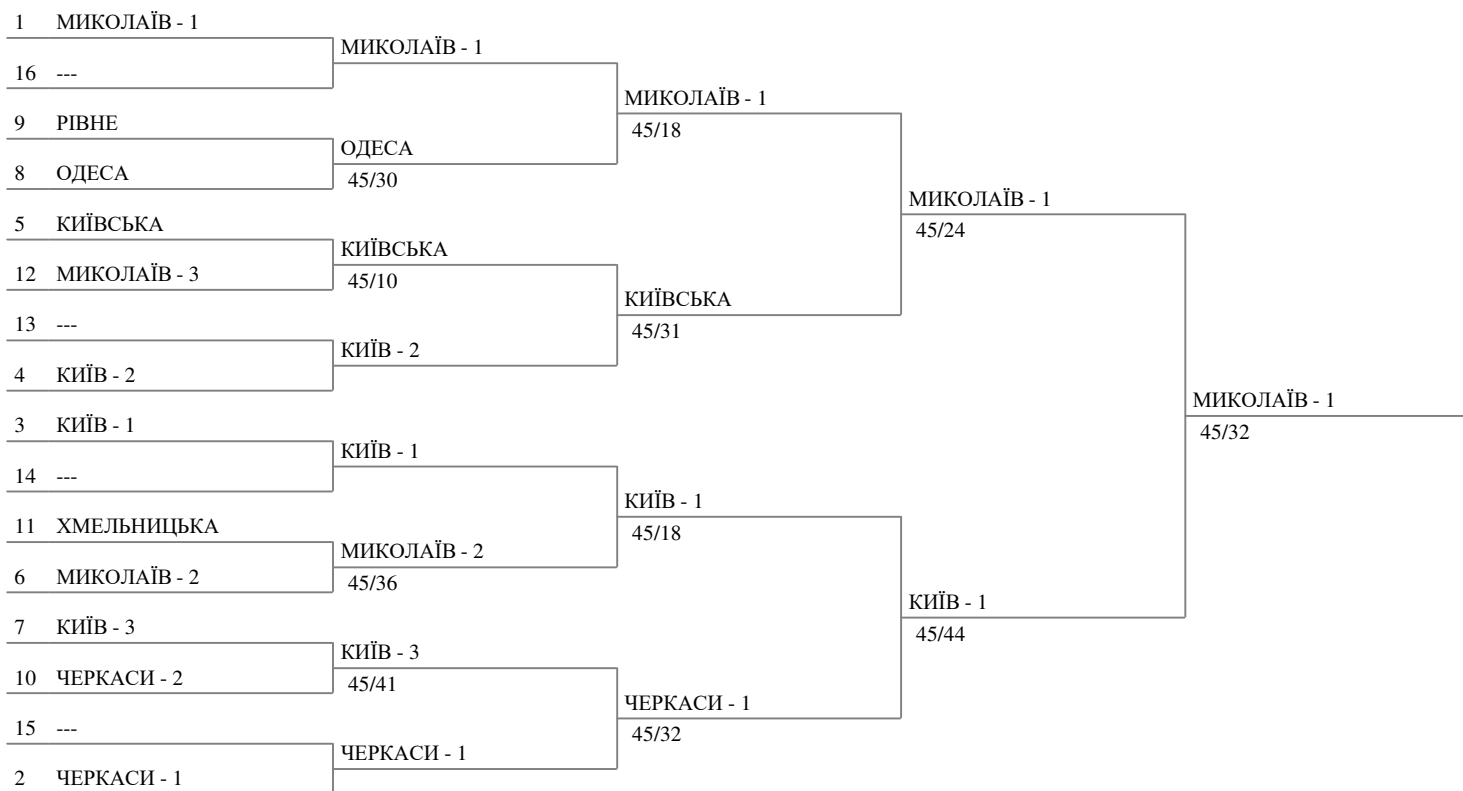 1 МИКОЛАЇВ - 1
МИКОЛАЇВ - 1
16 ---
МИКОЛАЇВ - 1
45/18
9 РІВНЕ
ОДЕСА
45/30
8 ОДЕСА
МИКОЛАЇВ - 1
45/24
5 КИЇВСЬКА
КИЇВСЬКА
45/10
12 МИКОЛАЇВ - 3
КИЇВСЬКА
45/31
13 ---
КИЇВ - 2
4 КИЇВ - 2
МИКОЛАЇВ - 1
45/32
3 КИЇВ - 1
КИЇВ - 1
14 ---
КИЇВ - 1
45/18
11 ХМЕЛЬНИЦЬКА
МИКОЛАЇВ - 2
45/36
6 МИКОЛАЇВ - 2
КИЇВ - 1
45/44
7 КИЇВ - 3
КИЇВ - 3
45/41
10 ЧЕРКАСИ - 2
ЧЕРКАСИ - 1
45/32
15 ---
ЧЕРКАСИ - 1
2 ЧЕРКАСИ - 1